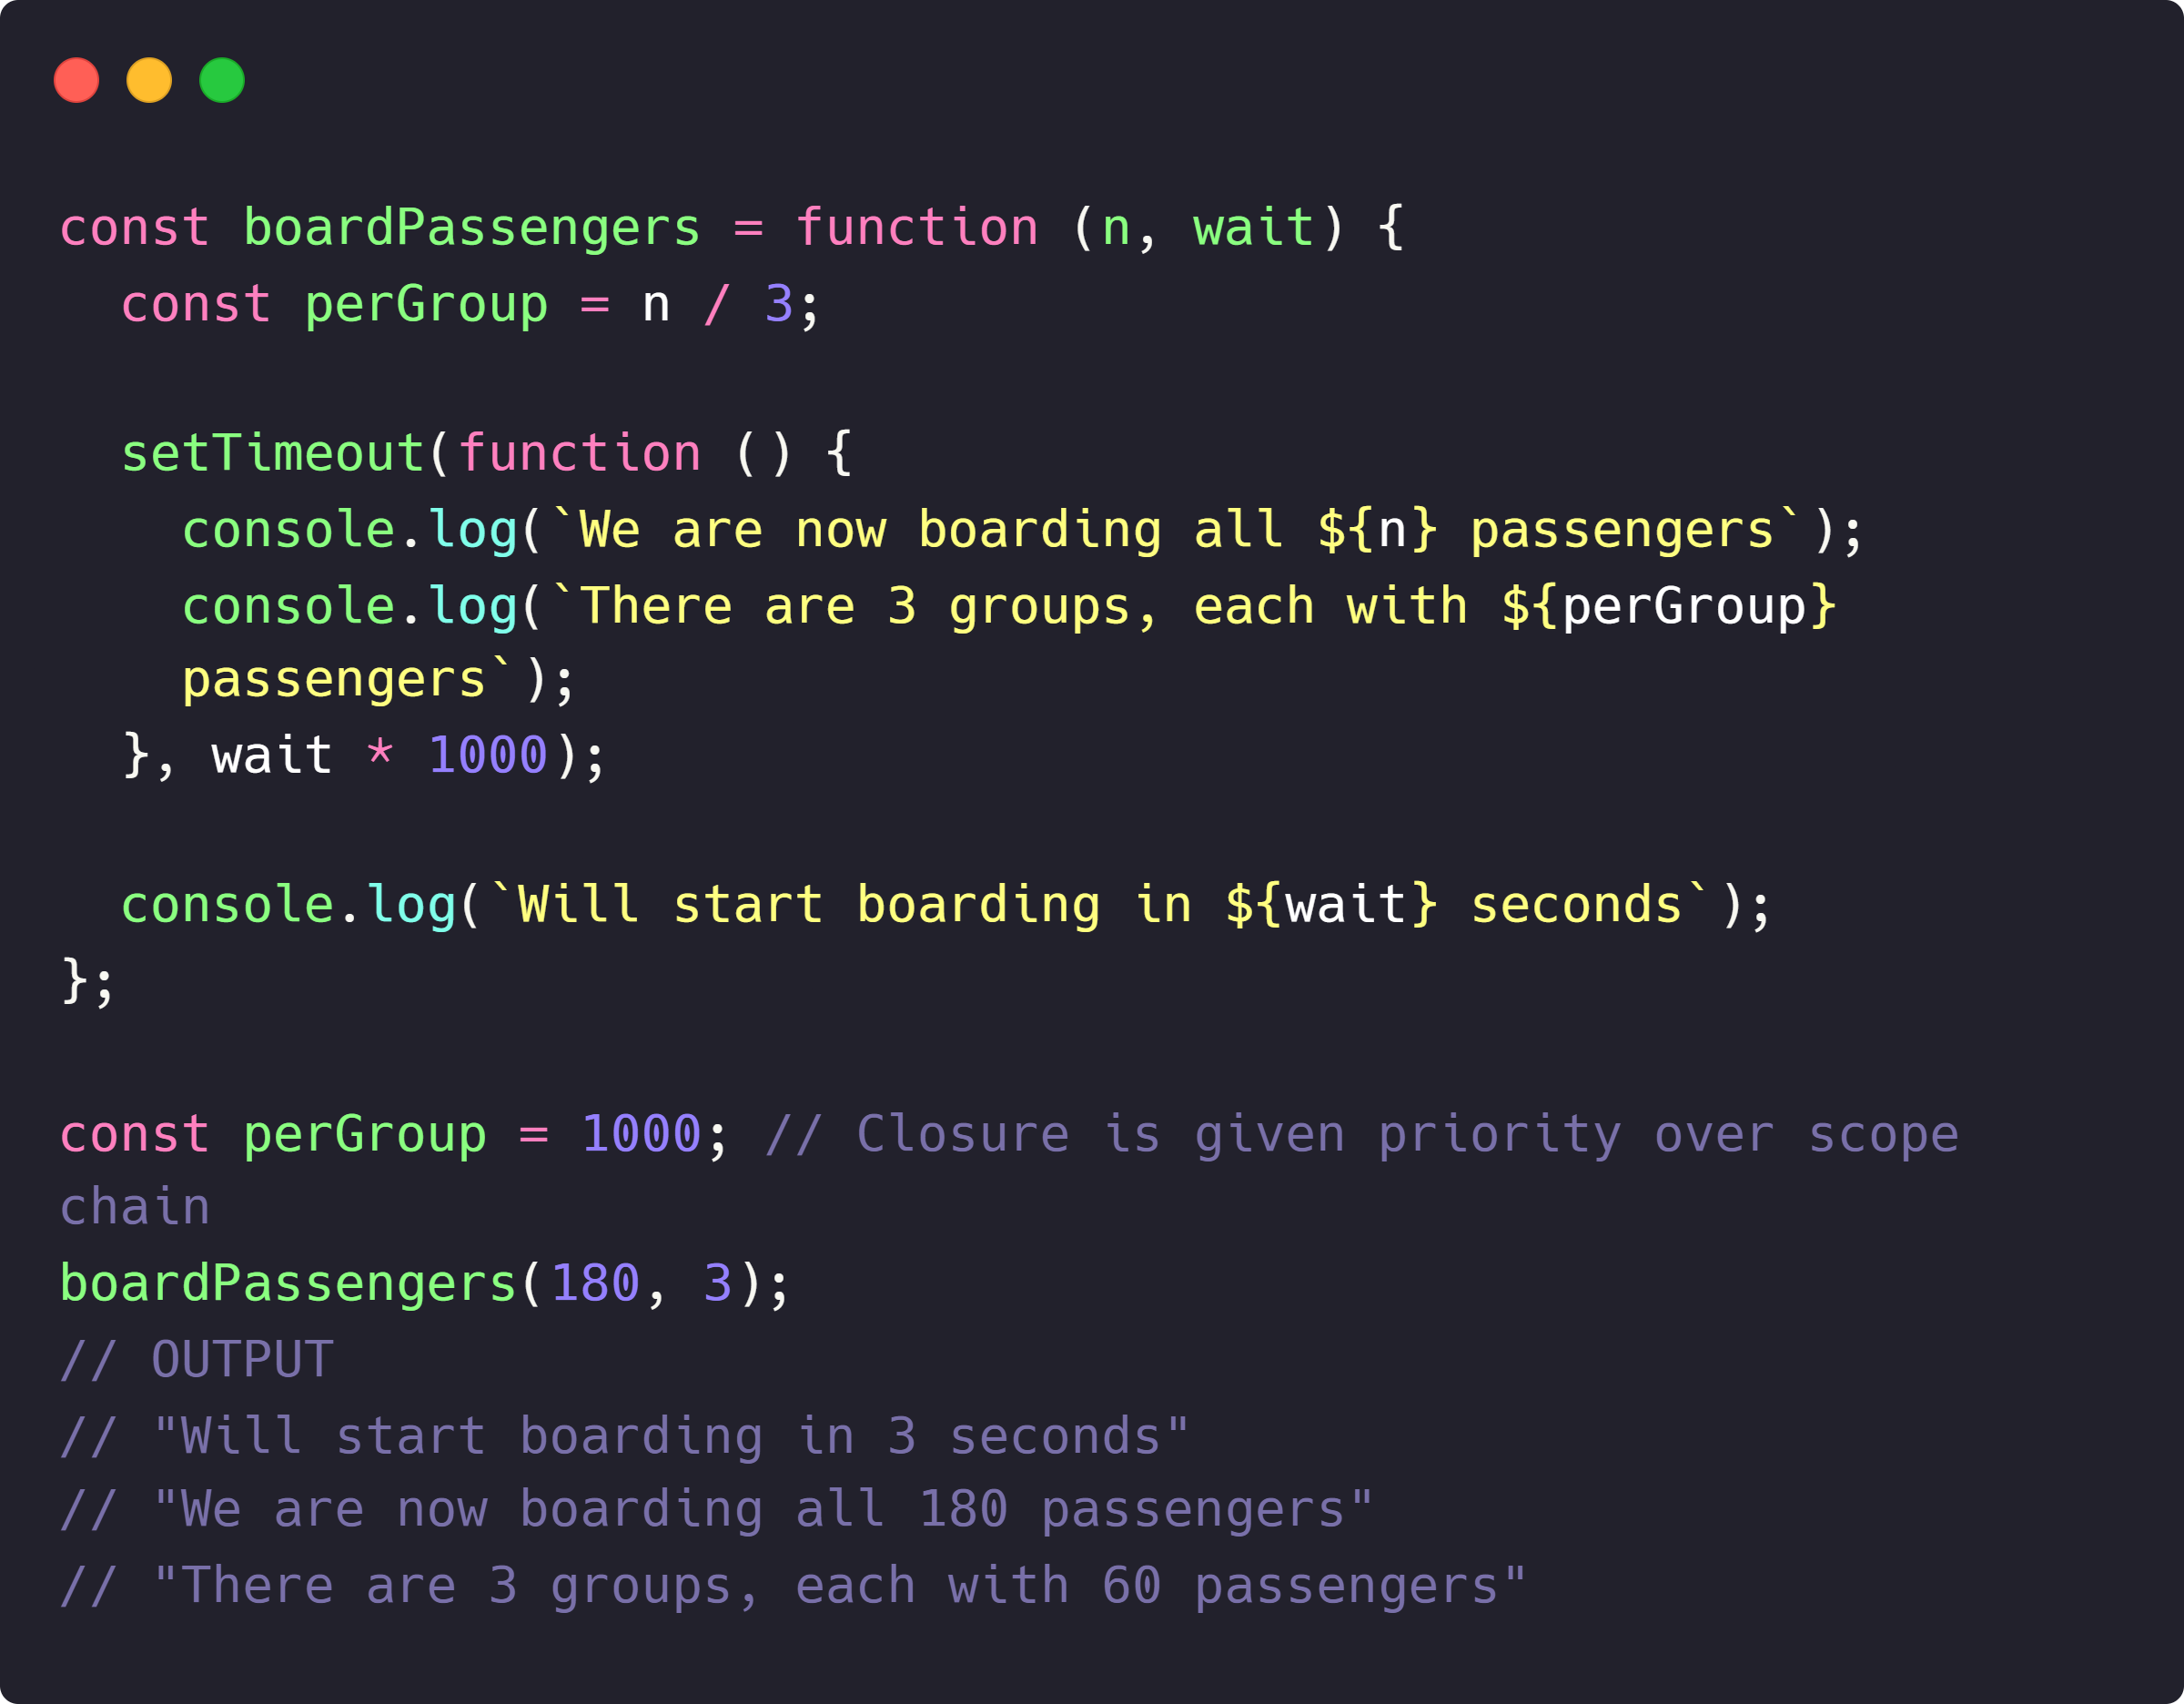 const boardPassengers = function (n, wait) {
  const perGroup = n / 3;

  setTimeout(function () {
    console.log(`We are now boarding all ${n} passengers`);
    console.log(`There are 3 groups, each with ${perGroup}
    passengers`);
  }, wait * 1000);

  console.log(`Will start boarding in ${wait} seconds`);
};

const perGroup = 1000; // Closure is given priority over scope
chain
boardPassengers(180, 3);
// OUTPUT
// "Will start boarding in 3 seconds"
// "We are now boarding all 180 passengers"
// "There are 3 groups, each with 60 passengers"